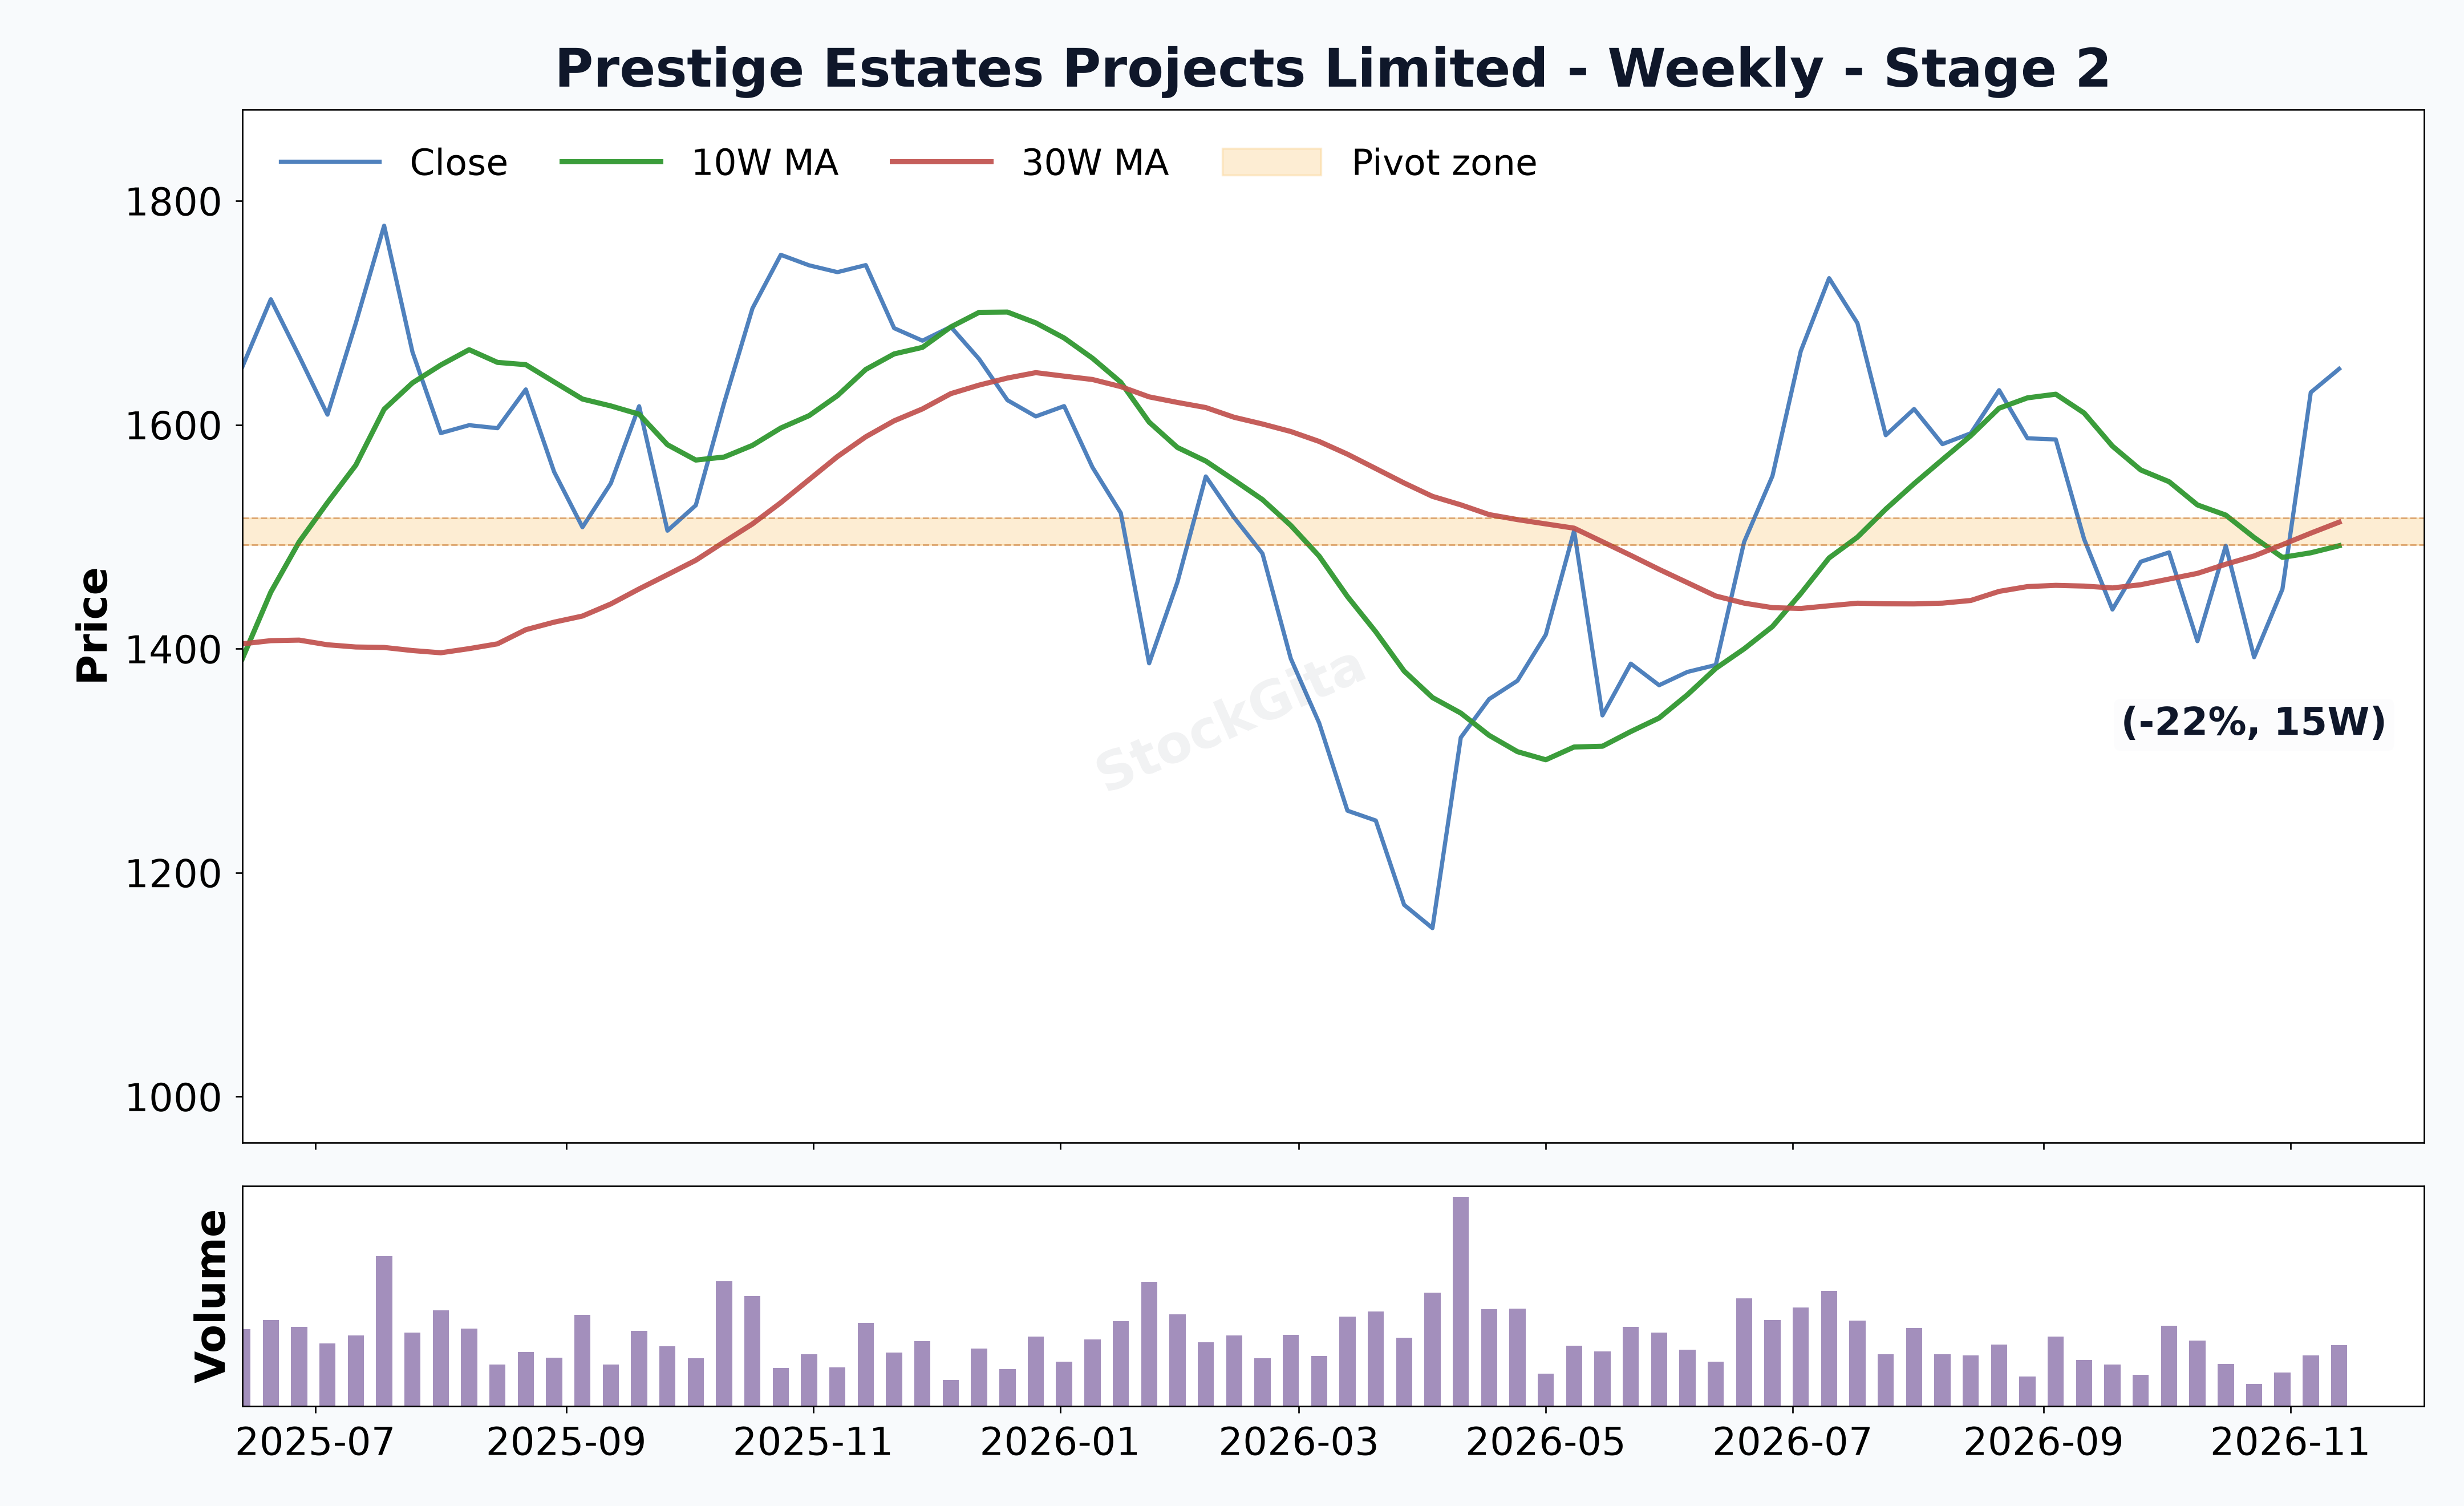 Prestige Estates Projects Limited - Weekly - Stage 2
Close 10W MA 30W MA Pivot zone
1800
1600
1400
1200
1000
Price
StockGita
(-22%, 15W)
Volume
2025-07 2025-09 2025-11 2026-01 2026-03 2026-05 2026-07 2026-09 2026-11